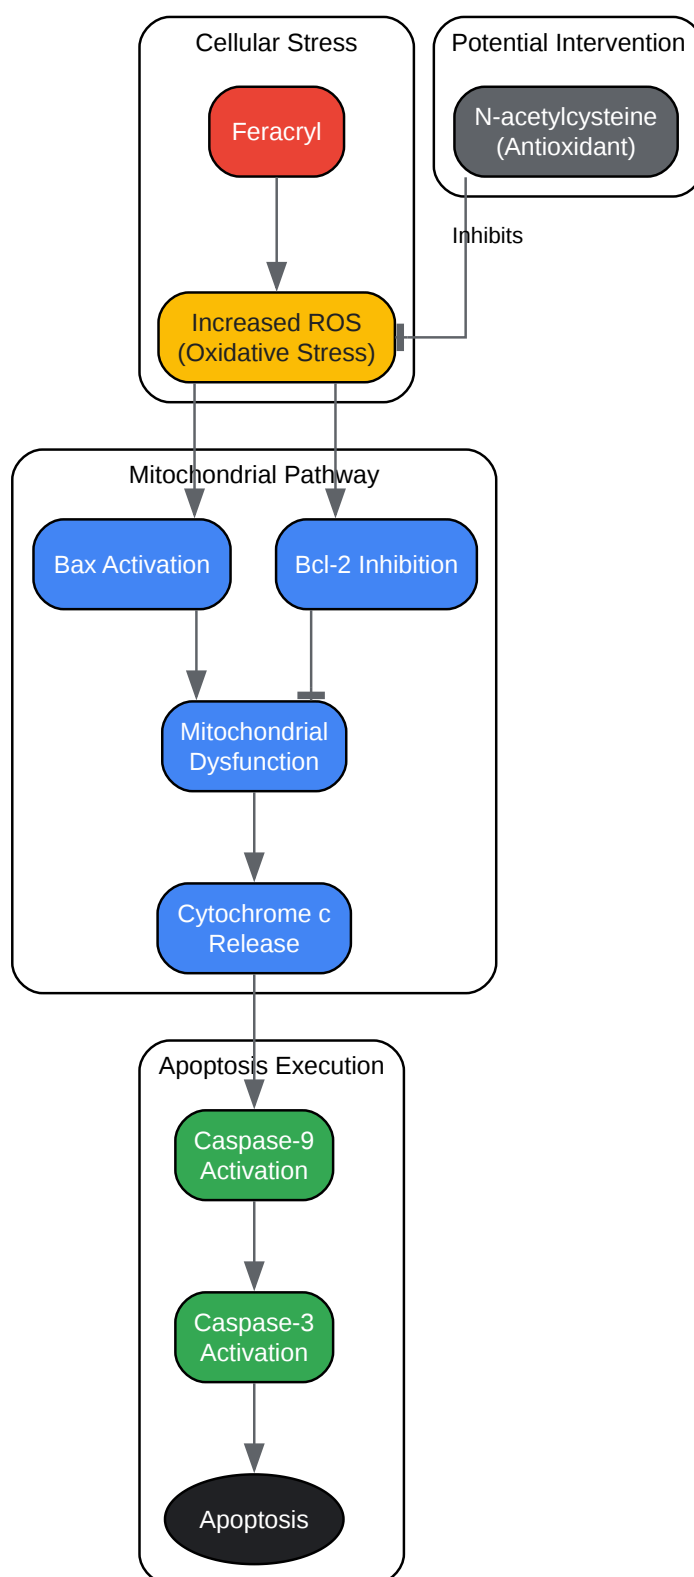 Cellular Stress
Potential Intervention
Feracryl
N-acetylcysteine
(Antioxidant)
Inhibits
Increased ROS
(Oxidative Stress)
Mitochondrial Pathway
Bax Activation
Bcl-2 Inhibition
Mitochondrial
Dysfunction
Cytochrome c
Release
Apoptosis Execution
Caspase-9
Activation
Caspase-3
Activation
Apoptosis